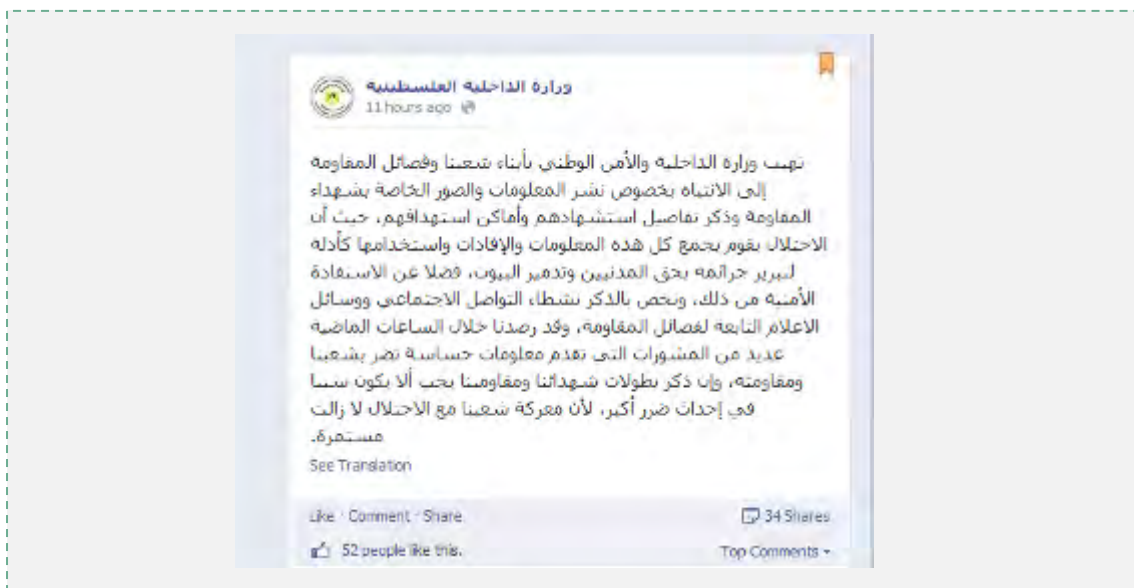 وزارة الداخلية الفلسطينية
11 hours ago
تهيب وزارة الداخلية والأمن الوطني بأبناء شعبنا وفصائل المقاومة
إلى الانتباه بخصوص نشر المعلومات والصور الخاصة بشهداء
المقاومة وذكر تفاصيل استشهادهم وأماكن استهدافهم، حيث أن
الاحتلال يقوم بجمع كل هذه المعلومات والإفادات واستخدامها كأدلة
لتبرير جرائمه بحق المدنيين وتدمير البيوت، فضلا عن الاستفادة
الأمنية من ذلك، ونخص بالذكر نشطاء التواصل الاجتماعي ووسائل
الاعلام التابعة لفصائل المقاومة، وقد رصدنا خلال الساعات الماضية
عديد من المشورات التي تقدم معلومات حساسة تضر بشعبنا
ومقاومته، وإن ذكر بطولات شهدائنا ومقاومينا يجب ألا يكون سببا
في إحداث ضرر أكبر، لأن معركة شعبنا مع الاحتلال لا زالت
مستمرة.
See Translation
Like · Comment · Share 34 Shares
52 people like this. Top Comments